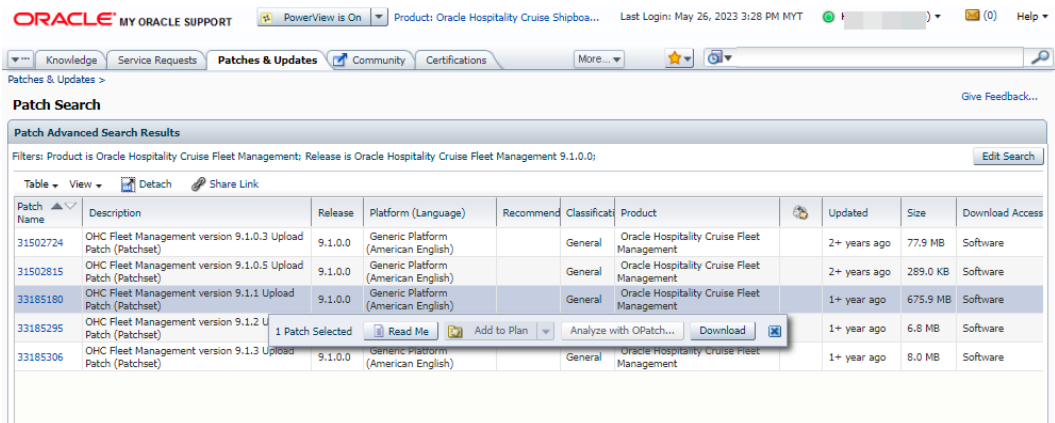 ORACLE® MY ORACLE SUPPORT PowerView is On Product: Oracle Hospitality Cruise Shipboa... Last Login: May 26, 2023 3:28 PM MYT ) (0) Help
Knowledge Service Requests Patches & Updates Community Certifications More...
Patches & Updates >
Give Feedback...
Patch Search
Patch Advanced Search Results
Filters: Product is Oracle Hospitality Cruise Fleet Management; Release is Oracle Hospitality Cruise Fleet Management 9.1.0.0; Edit Search
Table View Detach Share Link
Patch Name Description Release Platform (Language) Recommend Classificati Product Updated Size Download Access
31502724 OHC Fleet Management version 9.1.0.3 Upload Patch (Patchset) 9.1.0.0 Generic Platform (American English) General Oracle Hospitality Cruise Fleet Management 2+ years ago 77.9 MB Software
31502815 OHC Fleet Management version 9.1.0.5 Upload Patch (Patchset) 9.1.0.0 Generic Platform (American English) General Oracle Hospitality Cruise Fleet Management 2+ years ago 289.0 KB Software
33185180 OHC Fleet Management version 9.1.1 Upload Patch (Patchset) 9.1.0.0 Generic Platform (American English) General Oracle Hospitality Cruise Fleet Management 1+ year ago 675.9 MB Software
33185295 OHC Fleet Management version 9.1.2 U Patch (Patchset) 1+ year ago 6.8 MB Software
1 Patch Selected Read Me Add to Plan Analyze with OPatch... Download
33185306 OHC Fleet Management version 9.1.3 Upload Patch (Patchset) 9.1.0.0 Generic Platform (American English) General Oracle Hospitality Cruise Fleet Management 1+ year ago 8.0 MB Software